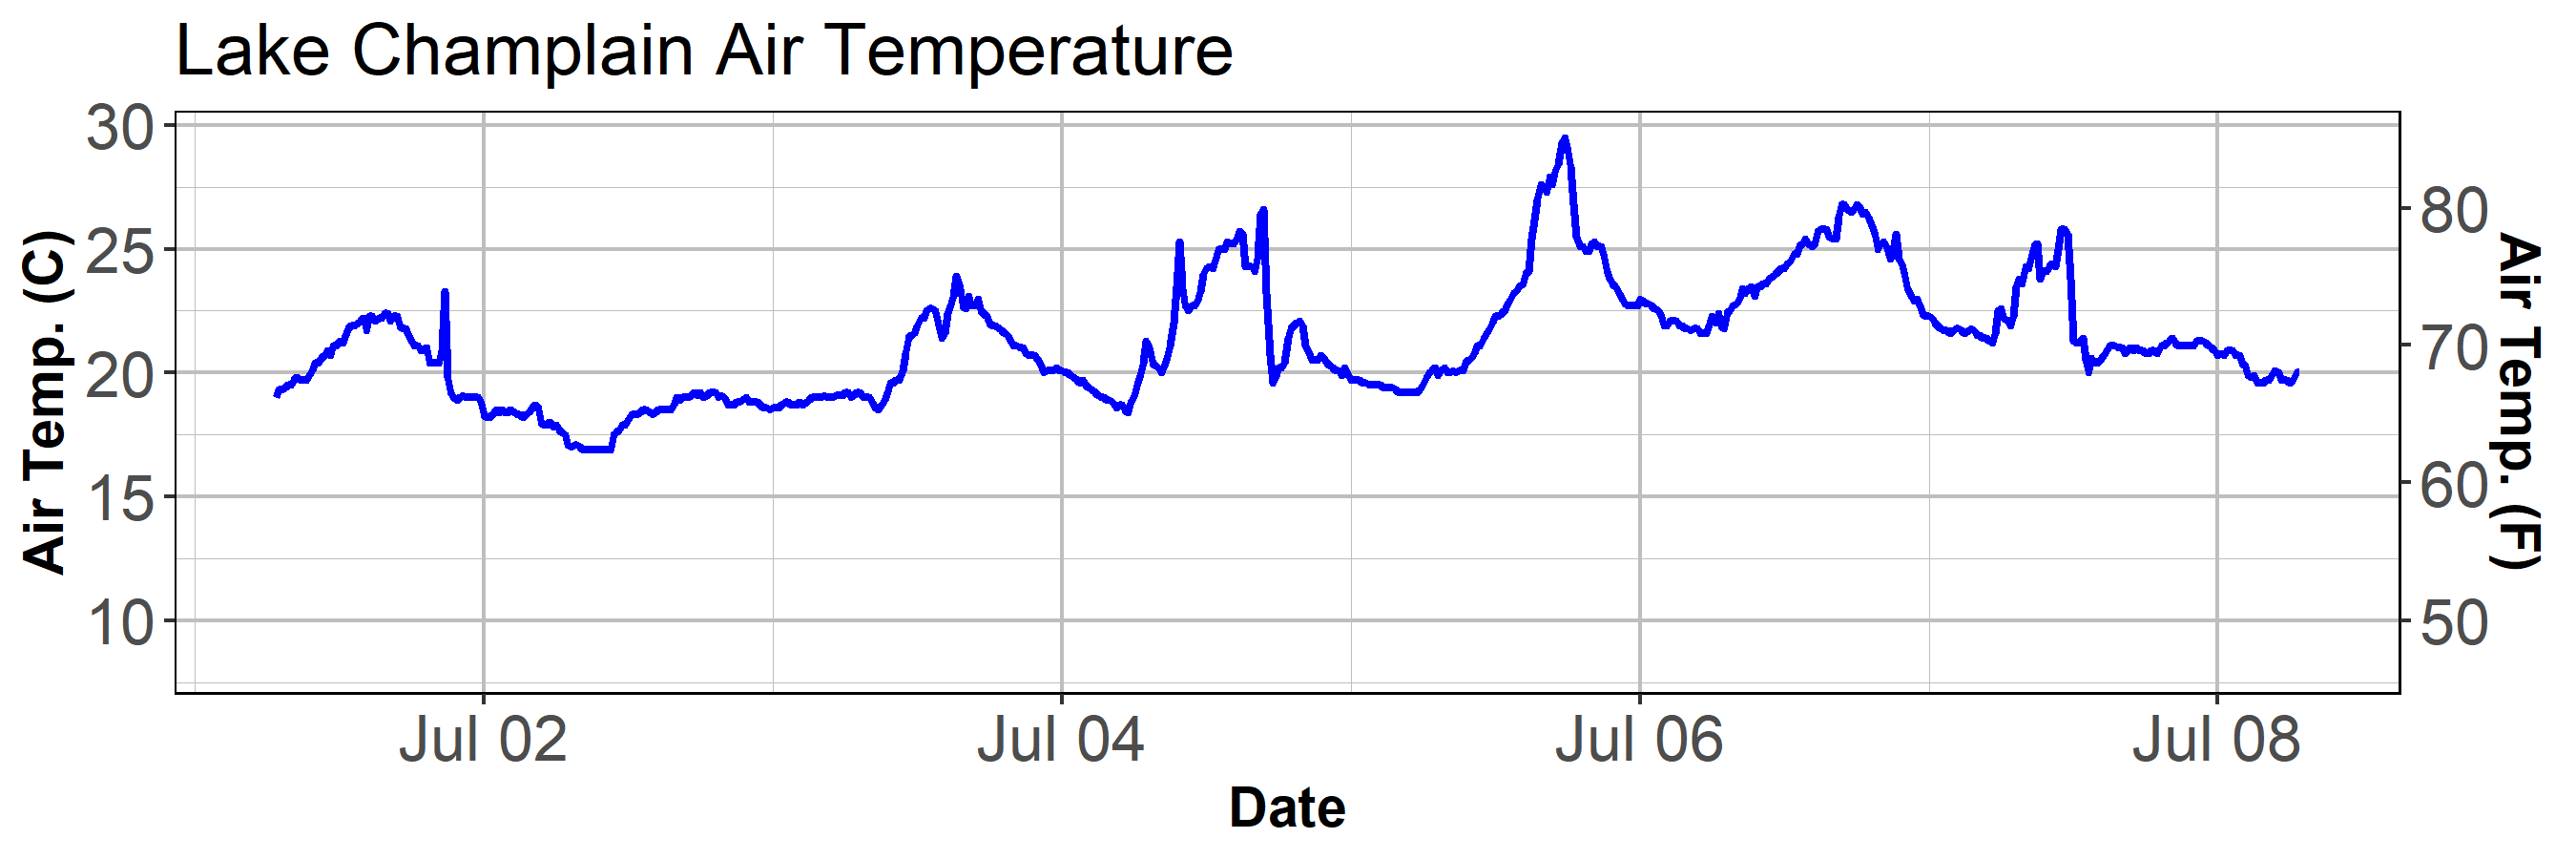 Lake Champlain Air Temperature
30
25
20
15
10
Air Temp. (C)
80
70
60
50
Air Temp. (F)
Jul 02 Jul 04 Jul 06 Jul 08
Date